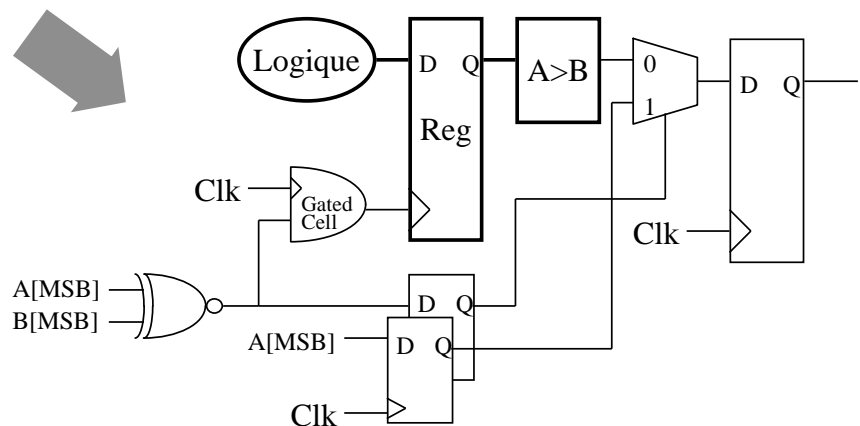 Logique
D Q
Reg
A>B
0
1
D Q
Clk
Gated
Cell
Clk
A[MSB]
B[MSB]
D Q
A[MSB]
D Q
Clk